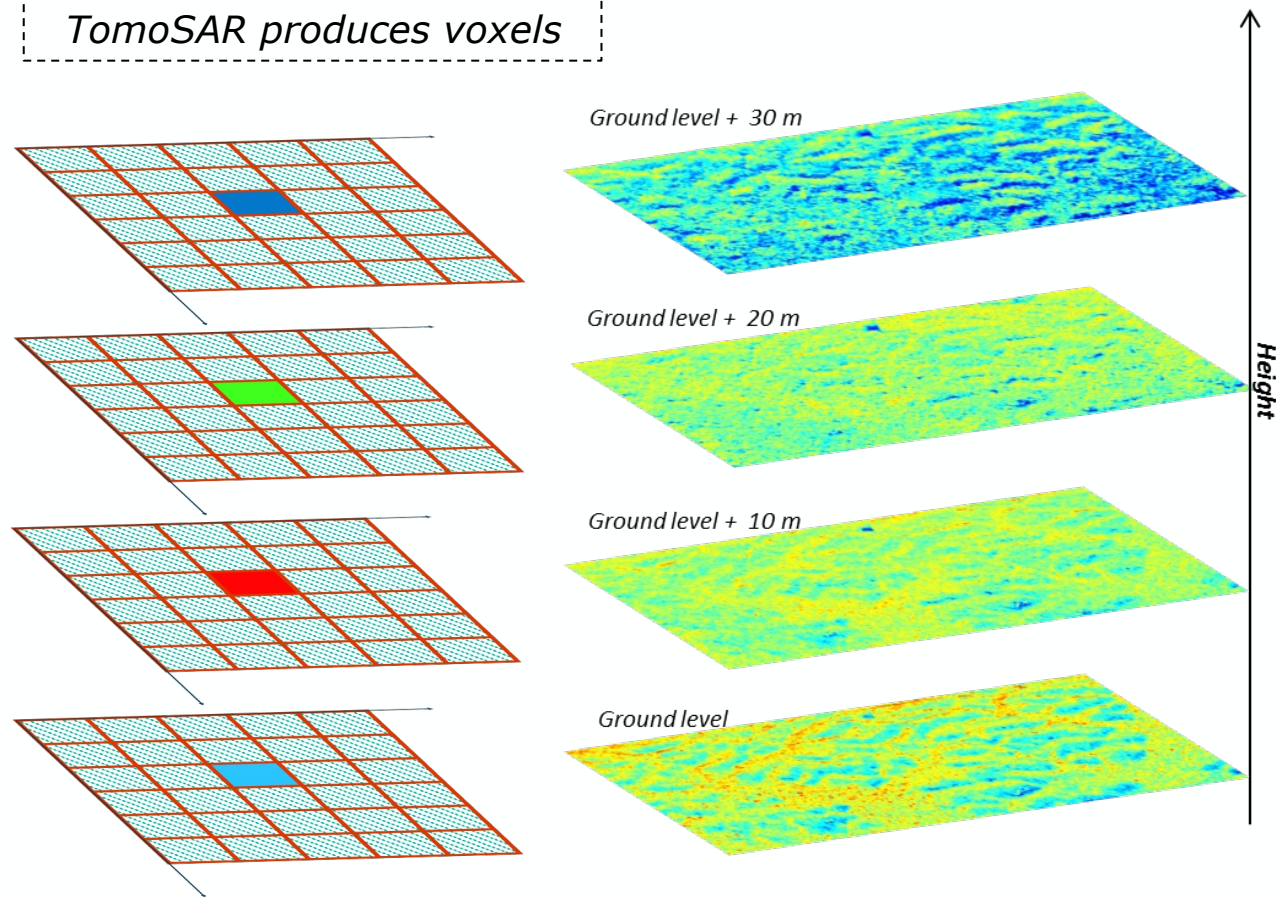 TomoSAR produces voxels
Ground level + 30 m
Ground level + 20 m
Height
Ground level + 10 m
Ground level